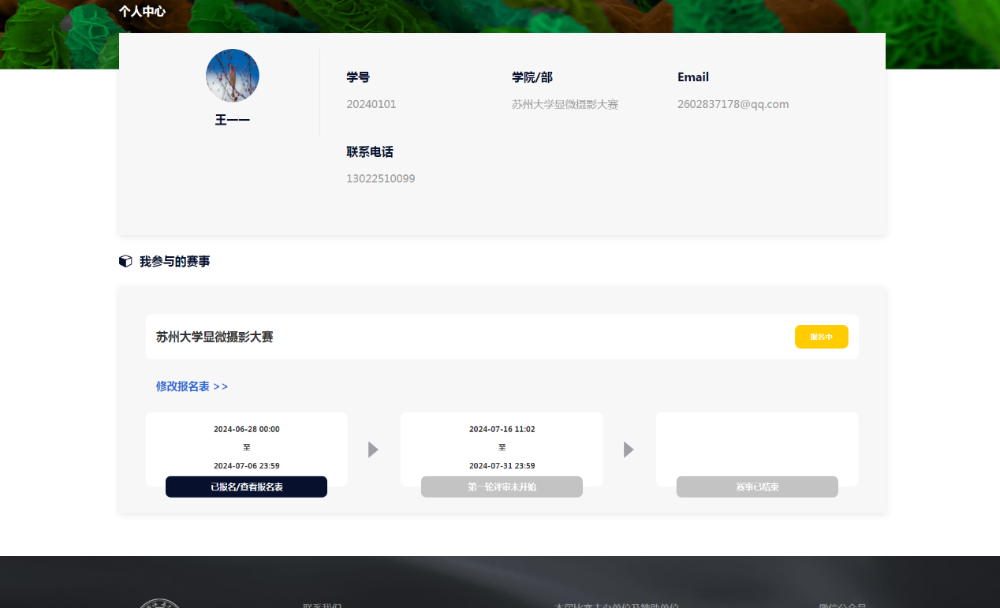 个人中心
王一一
学号
20240101
学院/部
苏州大学显微摄影大赛
Email
2602837178@qq.com
联系电话
13022510099
我参与的赛事
苏州大学显微摄影大赛
报名中
修改报名表 >>
2024-06-28 00:00
至
2024-07-06 23:59
已报名/查看报名表
2024-07-16 11:02
至
2024-07-31 23:59
第一轮评审未开始
赛事已结束
联系我们
本届比赛主办单位及赞助单位
微信公众号